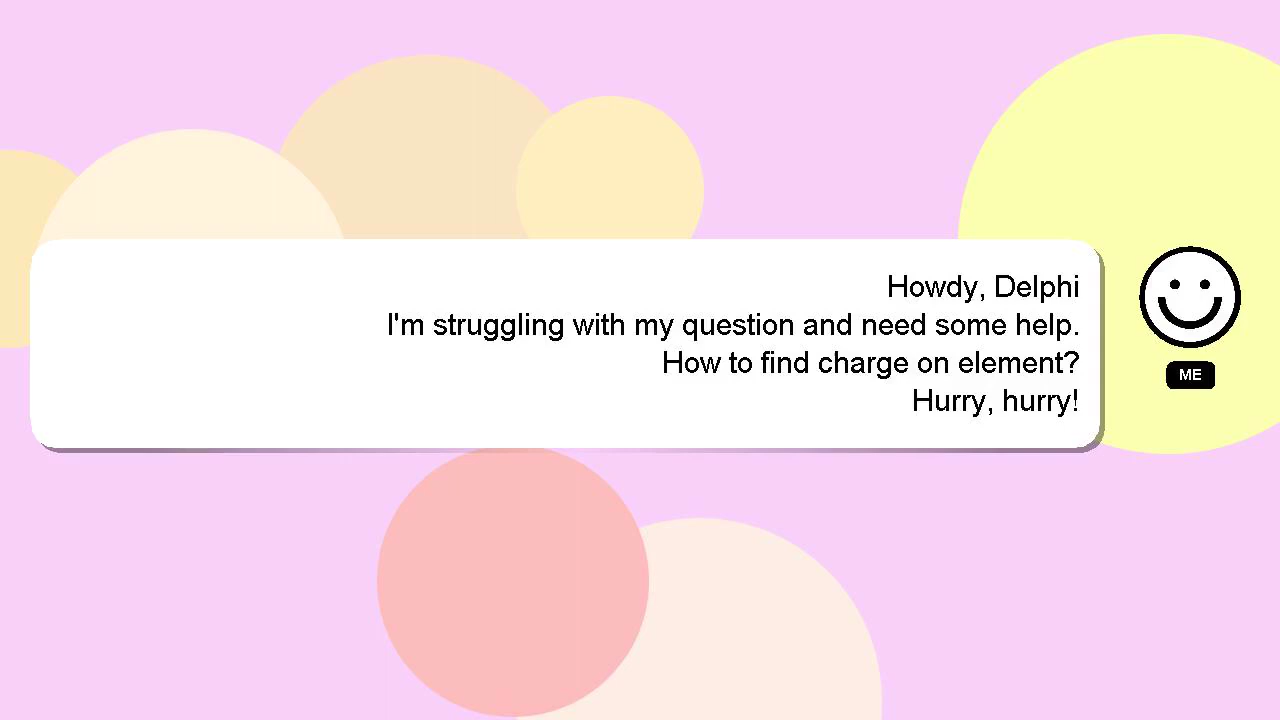 Howdy, Delphi
I'm struggling with my question and need some help.
How to find charge on element?
Hurry, hurry!
ME